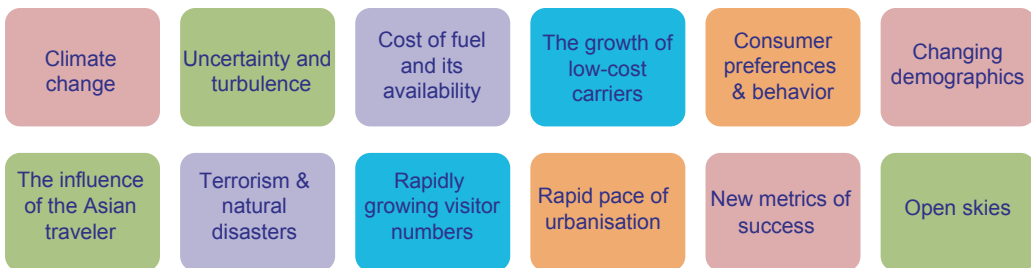 Climate
change
Uncertainty and
turbulence
Cost of fuel
and its
availability
The growth of
low-cost
carriers
Consumer
preferences
& behavior
Changing
demographics
The influence
of the Asian
traveler
Terrorism &
natural
disasters
Rapidly
growing visitor
numbers
Rapid pace of
urbanisation
New metrics of
success
Open skies